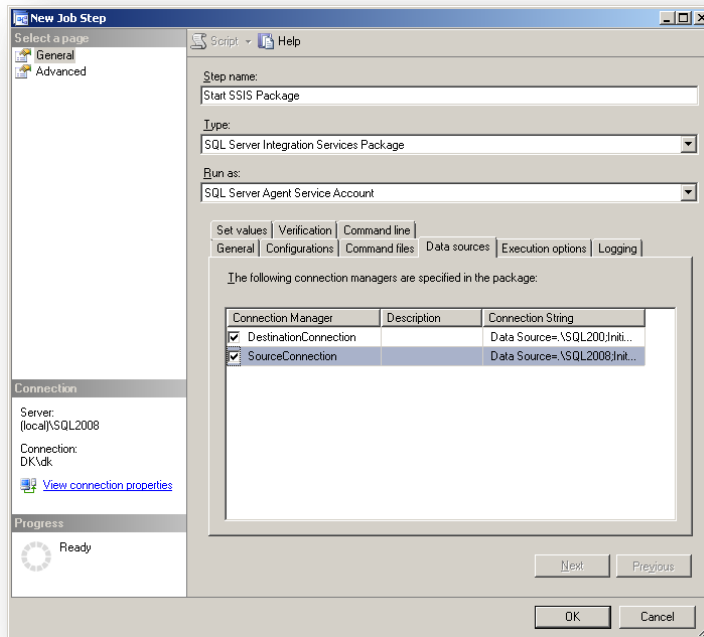 New Job Step
Select a page
General
Advanced
Script
Help
Step name:
Start SSIS Package
Type:
SQL Server Integration Services Package
Run as:
SQL Server Agent Service Account
Set values Verification Command line
General Configurations Command files Data sources Execution options Logging
The following connection managers are specified in the package:
Connection Manager Description Connection String
DestinationConnection Data Source=.\SQL200;Initi...
SourceConnection Data Source=.\SQL2008;Init...
Connection
Server:
(local)\SQL2008
Connection:
DK\dk
View connection properties
Progress
Ready
Next Previous
OK Cancel